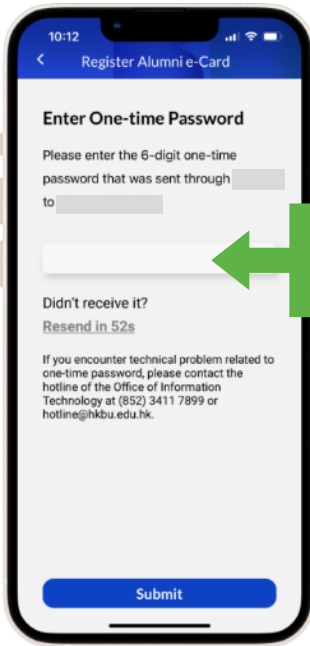 10:12
Register Alumni e-Card
Enter One-time Password
Please enter the 6-digit one-time
password that was sent through
to
Didn't receive it?
Resend in 52s
If you encounter technical problem related to
one-time password, please contact the
hotline of the Office of Information
Technology at (852) 3411 7899 or
hotline@hkbu.edu.hk.
Submit